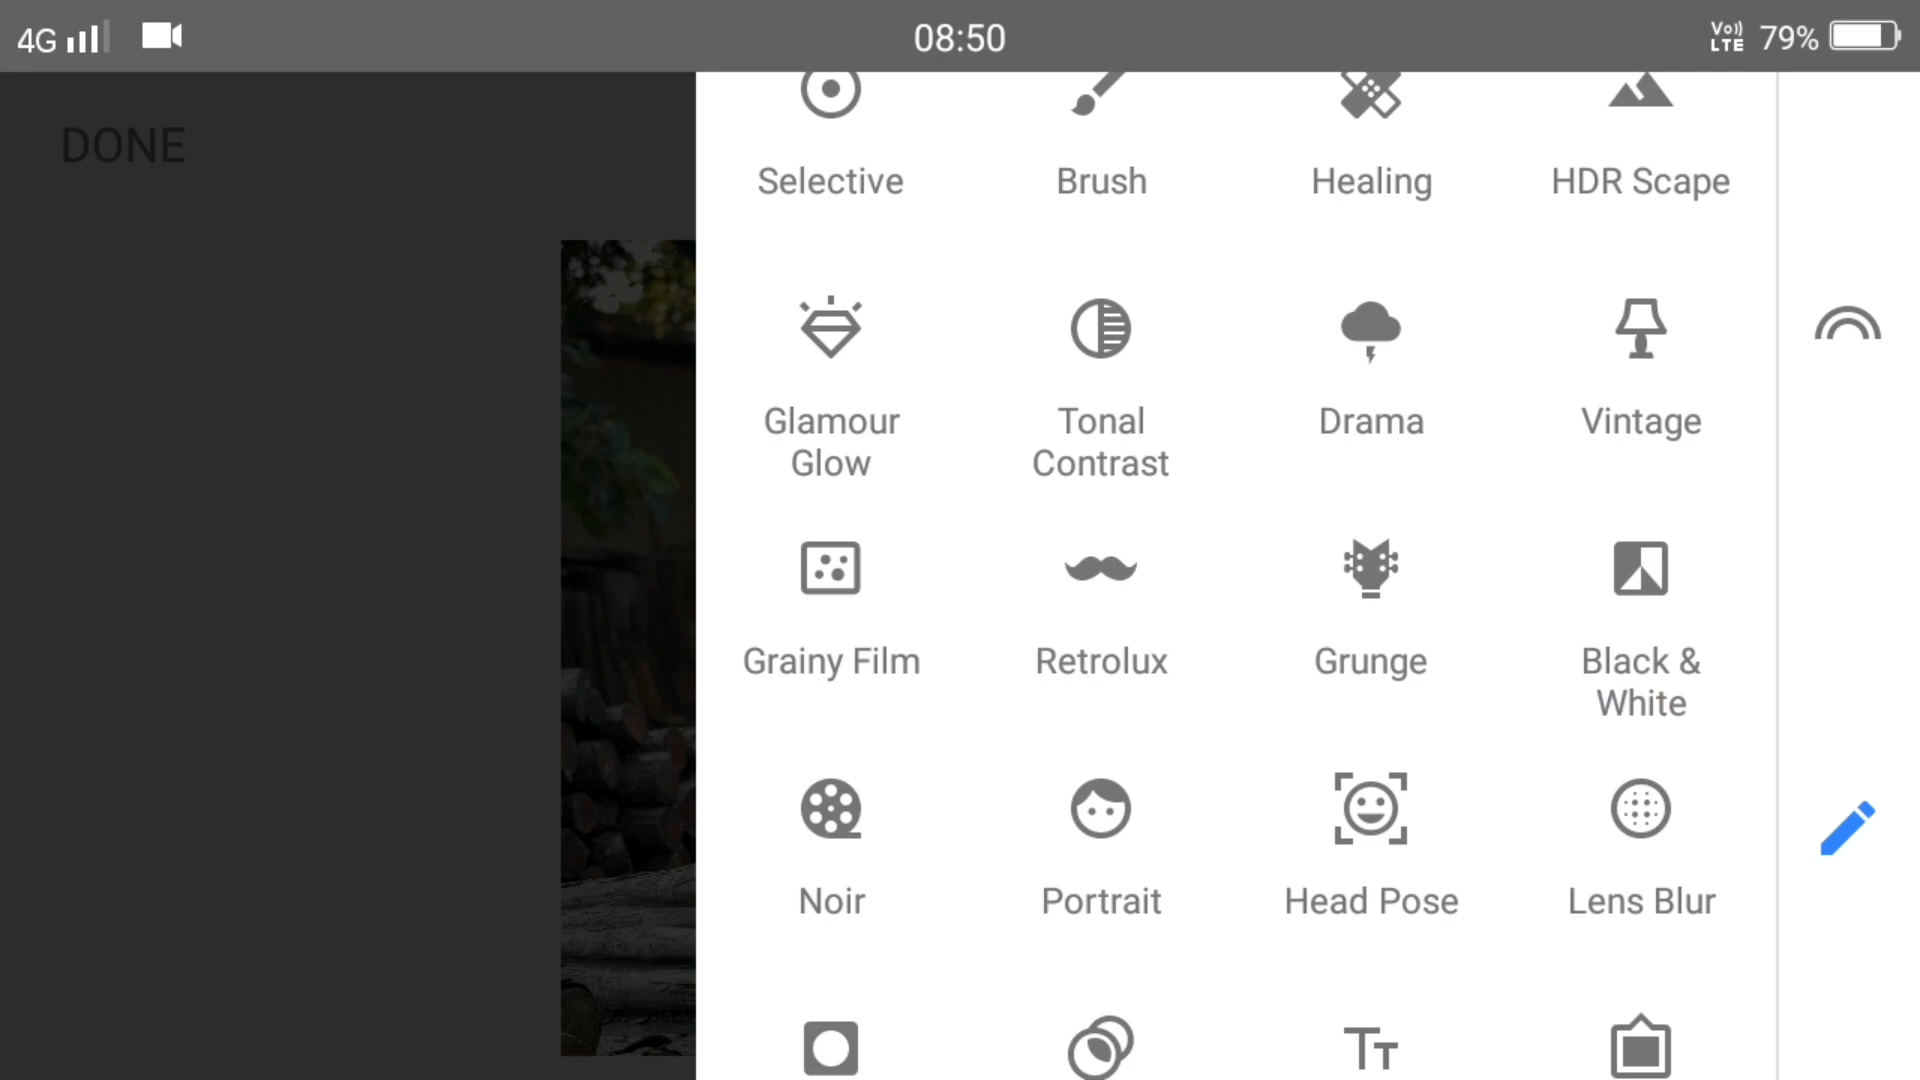 4G 08:50 Vo)) LTE 79%
DONE
Selective Brush Healing HDR Scape
Glamour Glow Tonal Contrast Drama Vintage
Grainy Film Retrolux Grunge Black & White
Noir Portrait Head Pose Lens Blur
Tт